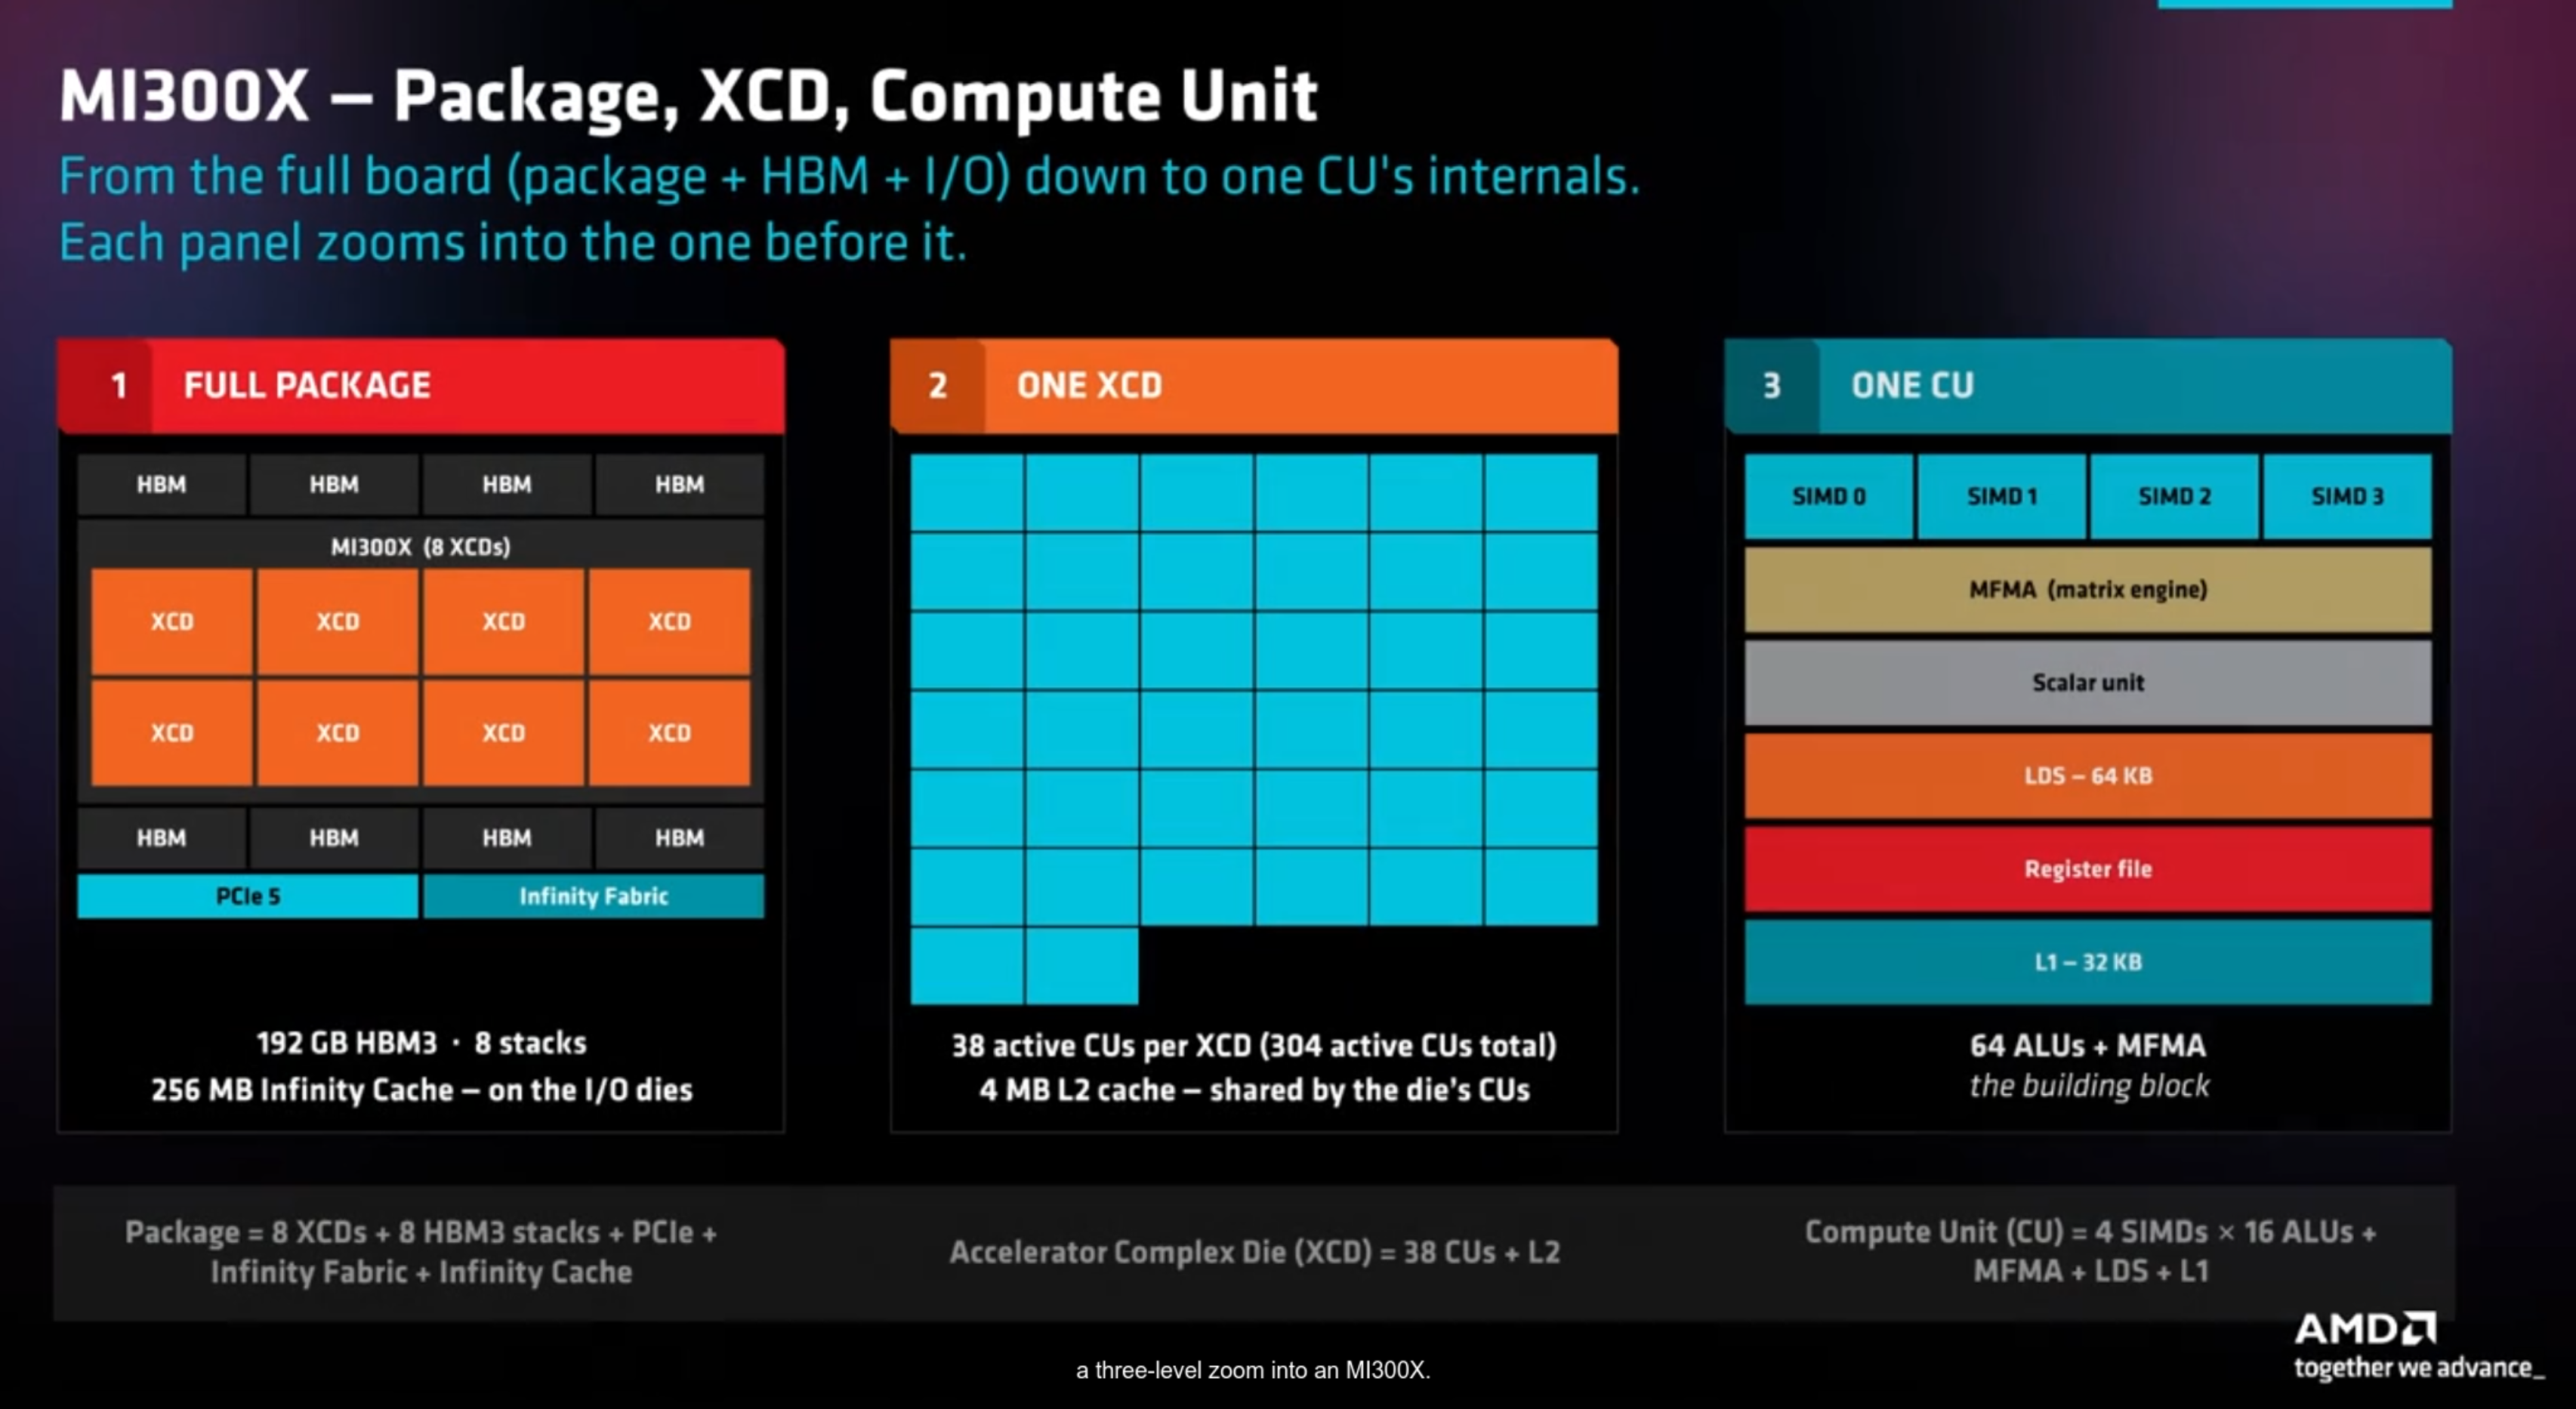 MI300X – Package, XCD, Compute Unit
From the full board (package + HBM + I/O) down to one CU's internals.
Each panel zooms into the one before it.
1 FULL PACKAGE
HBM HBM HBM HBM
MI300X (8 XCDs)
XCD XCD XCD XCD
XCD XCD XCD XCD
HBM HBM HBM HBM
PCIe 5 Infinity Fabric
192 GB HBM3 · 8 stacks
256 MB Infinity Cache – on the I/O dies
2 ONE XCD
38 active CUs per XCD (304 active CUs total)
4 MB L2 cache – shared by the die's CUs
3 ONE CU
SIMD 0 SIMD 1 SIMD 2 SIMD 3
MFMA (matrix engine)
Scalar unit
LDS – 64 KB
Register file
L1 – 32 KB
64 ALUs + MFMA
the building block
Package = 8 XCDs + 8 HBM3 stacks + PCIe +
Infinity Fabric + Infinity Cache
Accelerator Complex Die (XCD) = 38 CUs + L2
Compute Unit (CU) = 4 SIMDs × 16 ALUs +
MFMA + LDS + L1
AMD
together we advance_
a three-level zoom into an MI300X.